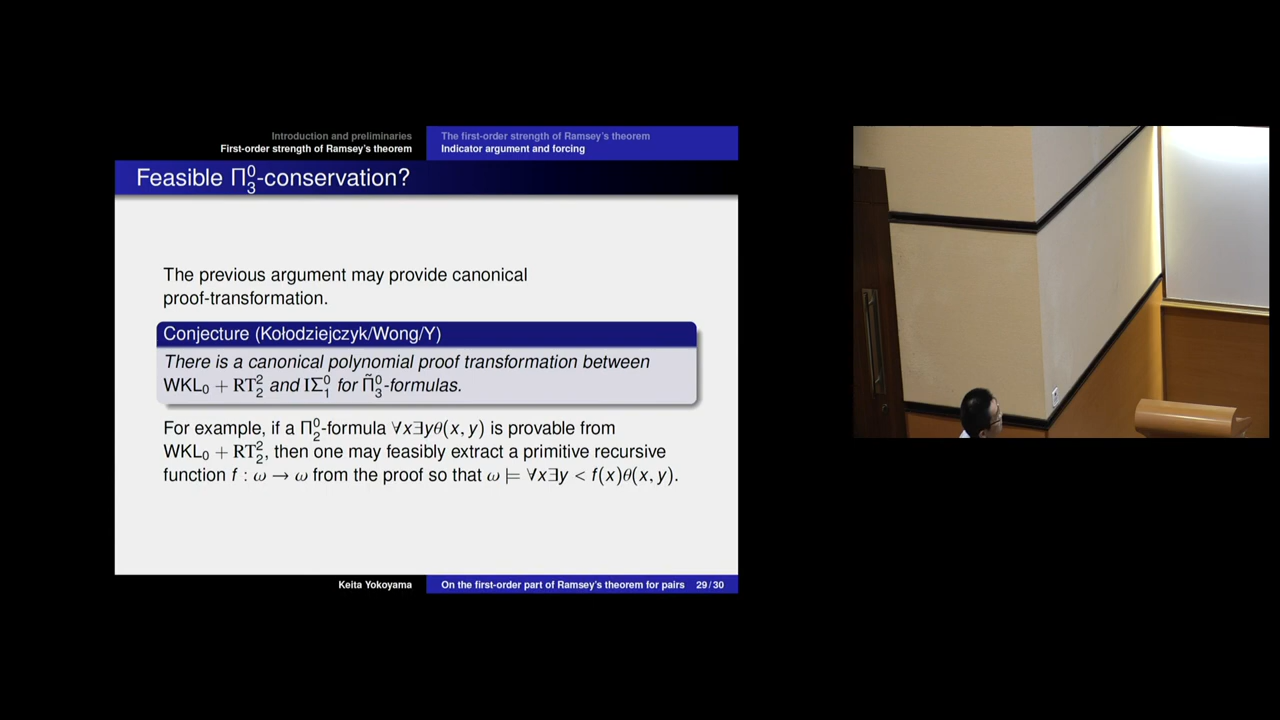 Introduction and preliminaries
First-order strength of Ramsey's theorem
The first-order strength of Ramsey's theorem
Indicator argument and forcing
Feasible Π⁰₃-conservation?
The previous argument may provide canonical
proof-transformation.
Conjecture (Kołodziejczyk/Wong/Y)
There is a canonical polynomial proof transformation between
WKL₀ + RT²₂ and IΣ⁰₁ for Π̃⁰₃-formulas.
For example, if a Π⁰₂-formula ∀x∃yθ(x, y) is provable from
WKL₀ + RT²₂, then one may feasibly extract a primitive recursive
function f : ω → ω from the proof so that ω ⊨ ∀x∃y < f(x)θ(x, y).
Keita Yokoyama
On the first-order part of Ramsey's theorem for pairs 29 / 30